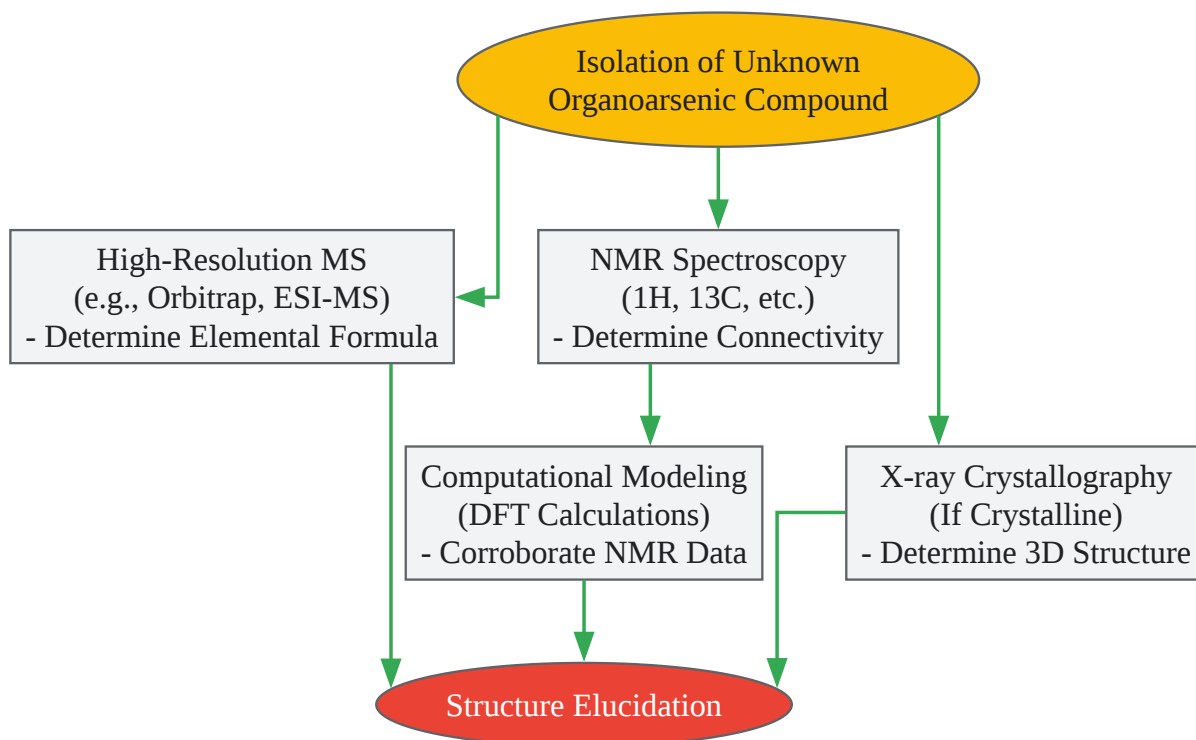 Isolation of Unknown
Organoarsenic Compound
High-Resolution MS
(e.g., Orbitrap, ESI-MS)
- Determine Elemental Formula
NMR Spectroscopy
(1H, 13C, etc.)
- Determine Connectivity
Computational Modeling
(DFT Calculations)
- Corroborate NMR Data
X-ray Crystallography
(If Crystalline)
- Determine 3D Structure
Structure Elucidation